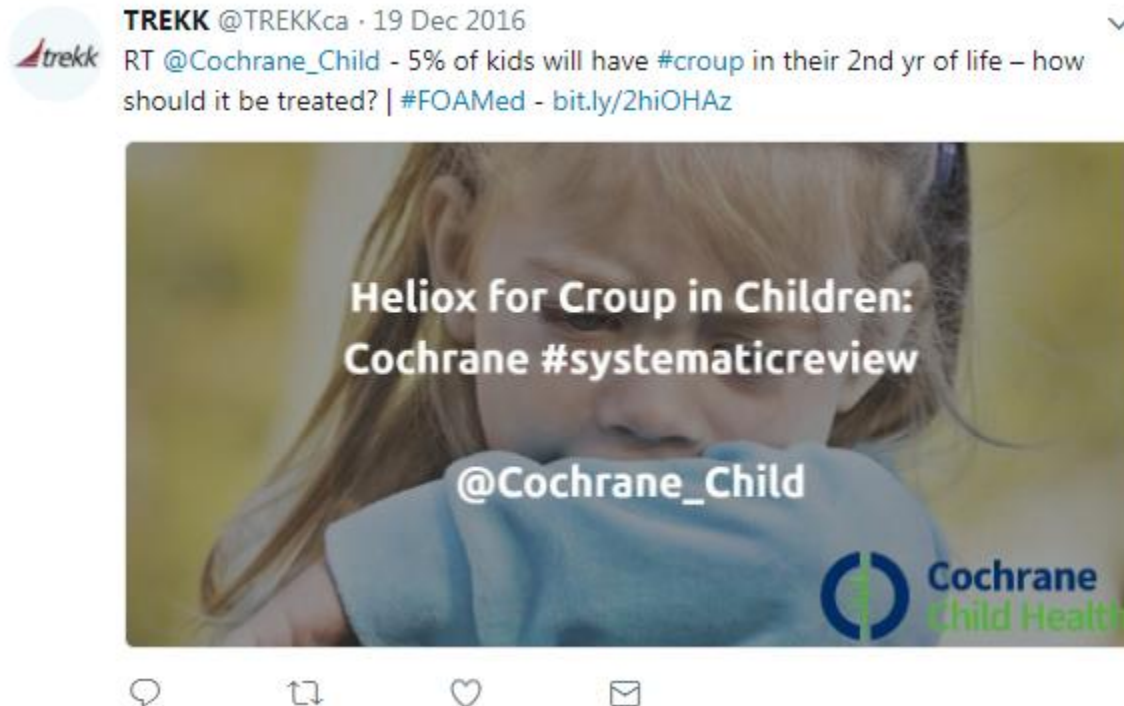 TREKK @TREKKca · 19 Dec 2016
trekk
RT @Cochrane_Child - 5% of kids will have #croup in their 2nd yr of life – how
should it be treated? | #FOAMed - bit.ly/2hiOHAz
Heliox for Croup in Children:
Cochrane #systematicreview
@Cochrane_Child
Cochrane
Child Health